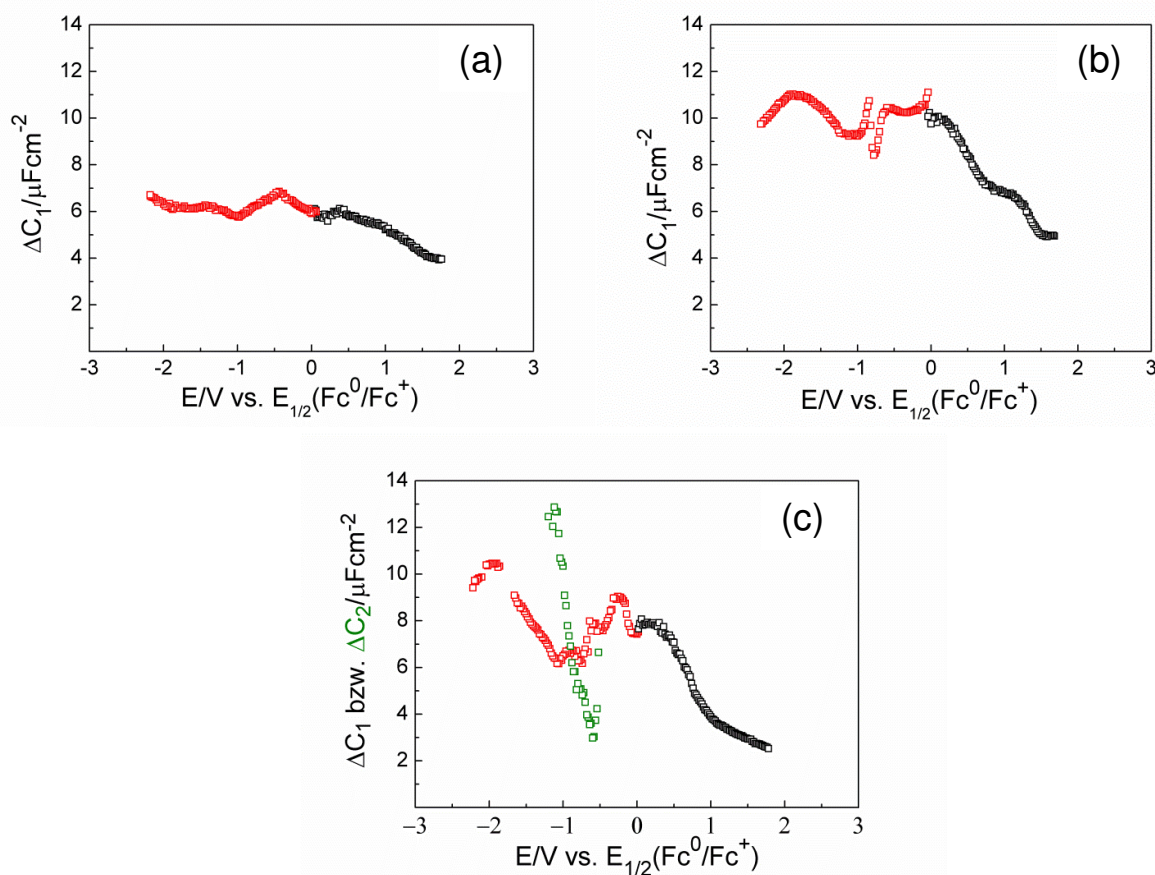 (a)
ΔC₁/μFcm⁻²
14
12
10
8
6
4
2
-3 -2 -1 0 1 2 3
E/V vs. E₁/₂(Fc⁰/Fc⁺)
(b)
ΔC₁/μFcm⁻²
14
12
10
8
6
4
2
-3 -2 -1 0 1 2 3
E/V vs. E₁/₂(Fc⁰/Fc⁺)
(c)
ΔC₁ bzw. ΔC₂/μFcm⁻²
14
12
10
8
6
4
2
−3 −2 −1 0 1 2 3
E/V vs. E₁/₂(Fc⁰/Fc⁺)